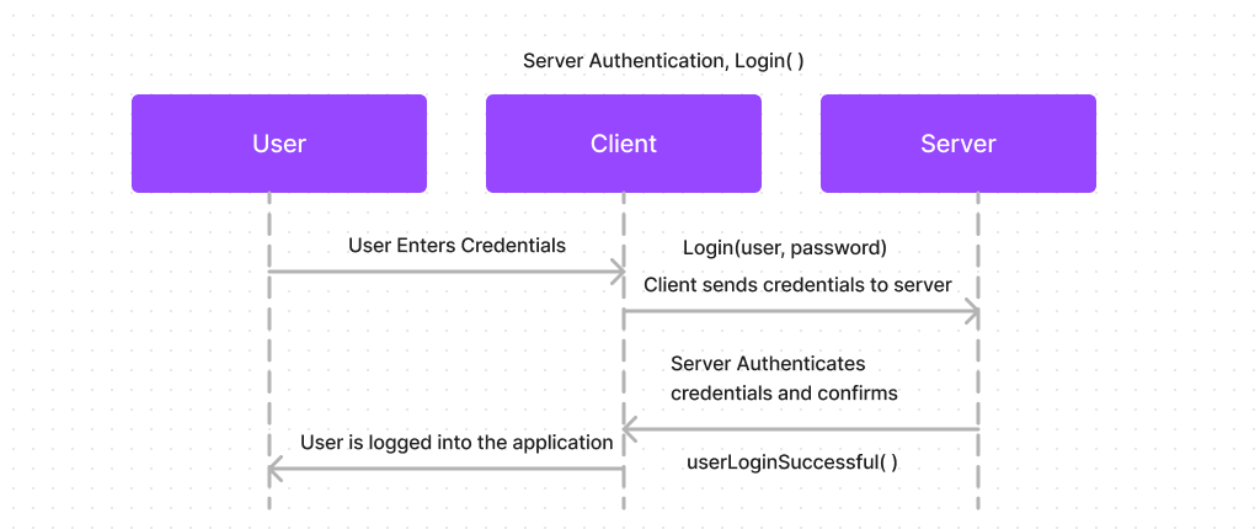 Server Authentication, Login( )
User
Client
Server
User Enters Credentials
Login(user, password)
Client sends credentials to server
Server Authenticates
credentials and confirms
User is logged into the application
userLoginSuccessful( )